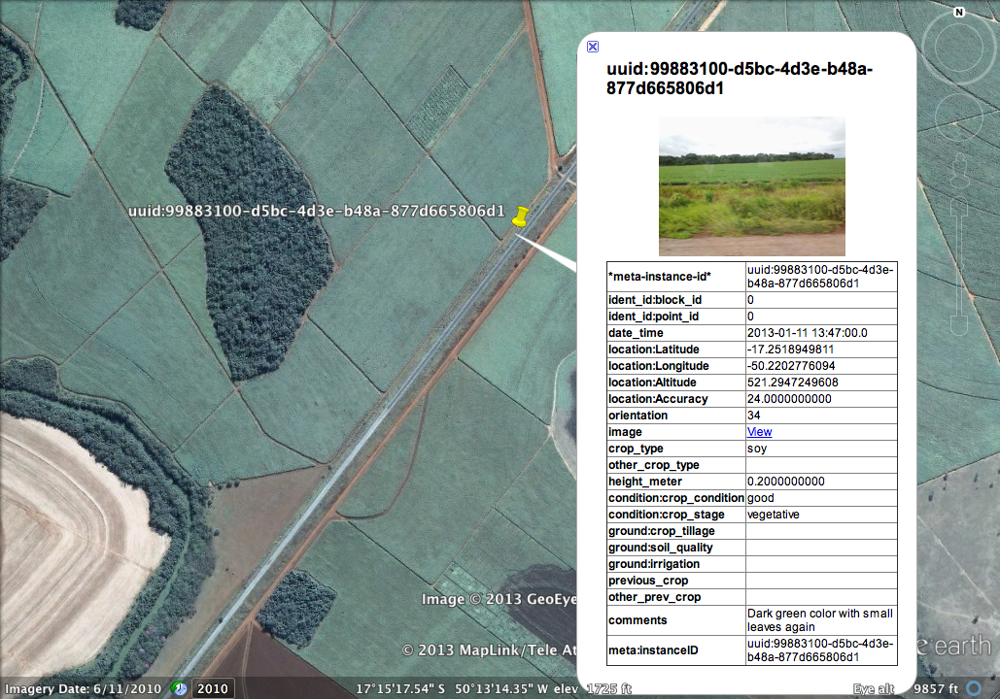 N
uuid:99883100-d5bc-4d3e-b48a-
877d665806d1
uuid:99883100-d5bc-4d3e-b48a-877d665806d1
*meta-instance-id* uuid:99883100-d5bc-4d3e-
b48a-877d665806d1
ident_id:block_id 0
ident_id:point_id 0
date_time 2013-01-11 13:47:00.0
location:Latitude -17.2518949811
location:Longitude -50.2202776094
location:Altitude 521.2947249608
location:Accuracy 24.0000000000
orientation 34
image View
crop_type soy
other_crop_type
height_meter 0.2000000000
condition:crop_condition good
condition:crop_stage vegetative
ground:crop_tillage
ground:soil_quality
ground:irrigation
previous_crop
other_prev_crop
comments Dark green color with small
leaves again
meta:instanceID uuid:99883100-d5bc-4d3e-
b48a-877d665806d1
Image © 2013 GeoEye
© 2013 MapLink/Tele At
earth
Imagery Date: 6/11/2010 2010 17°15'17.54" S 50°13'14.35" W elev 1725 ft Eye alt 9857 ft